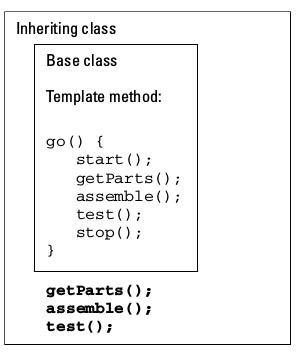 Inheriting class
Base class
Template method:
go() {
start();
getParts();
assemble();
test();
stop();
}
getParts();
assemble();
test();